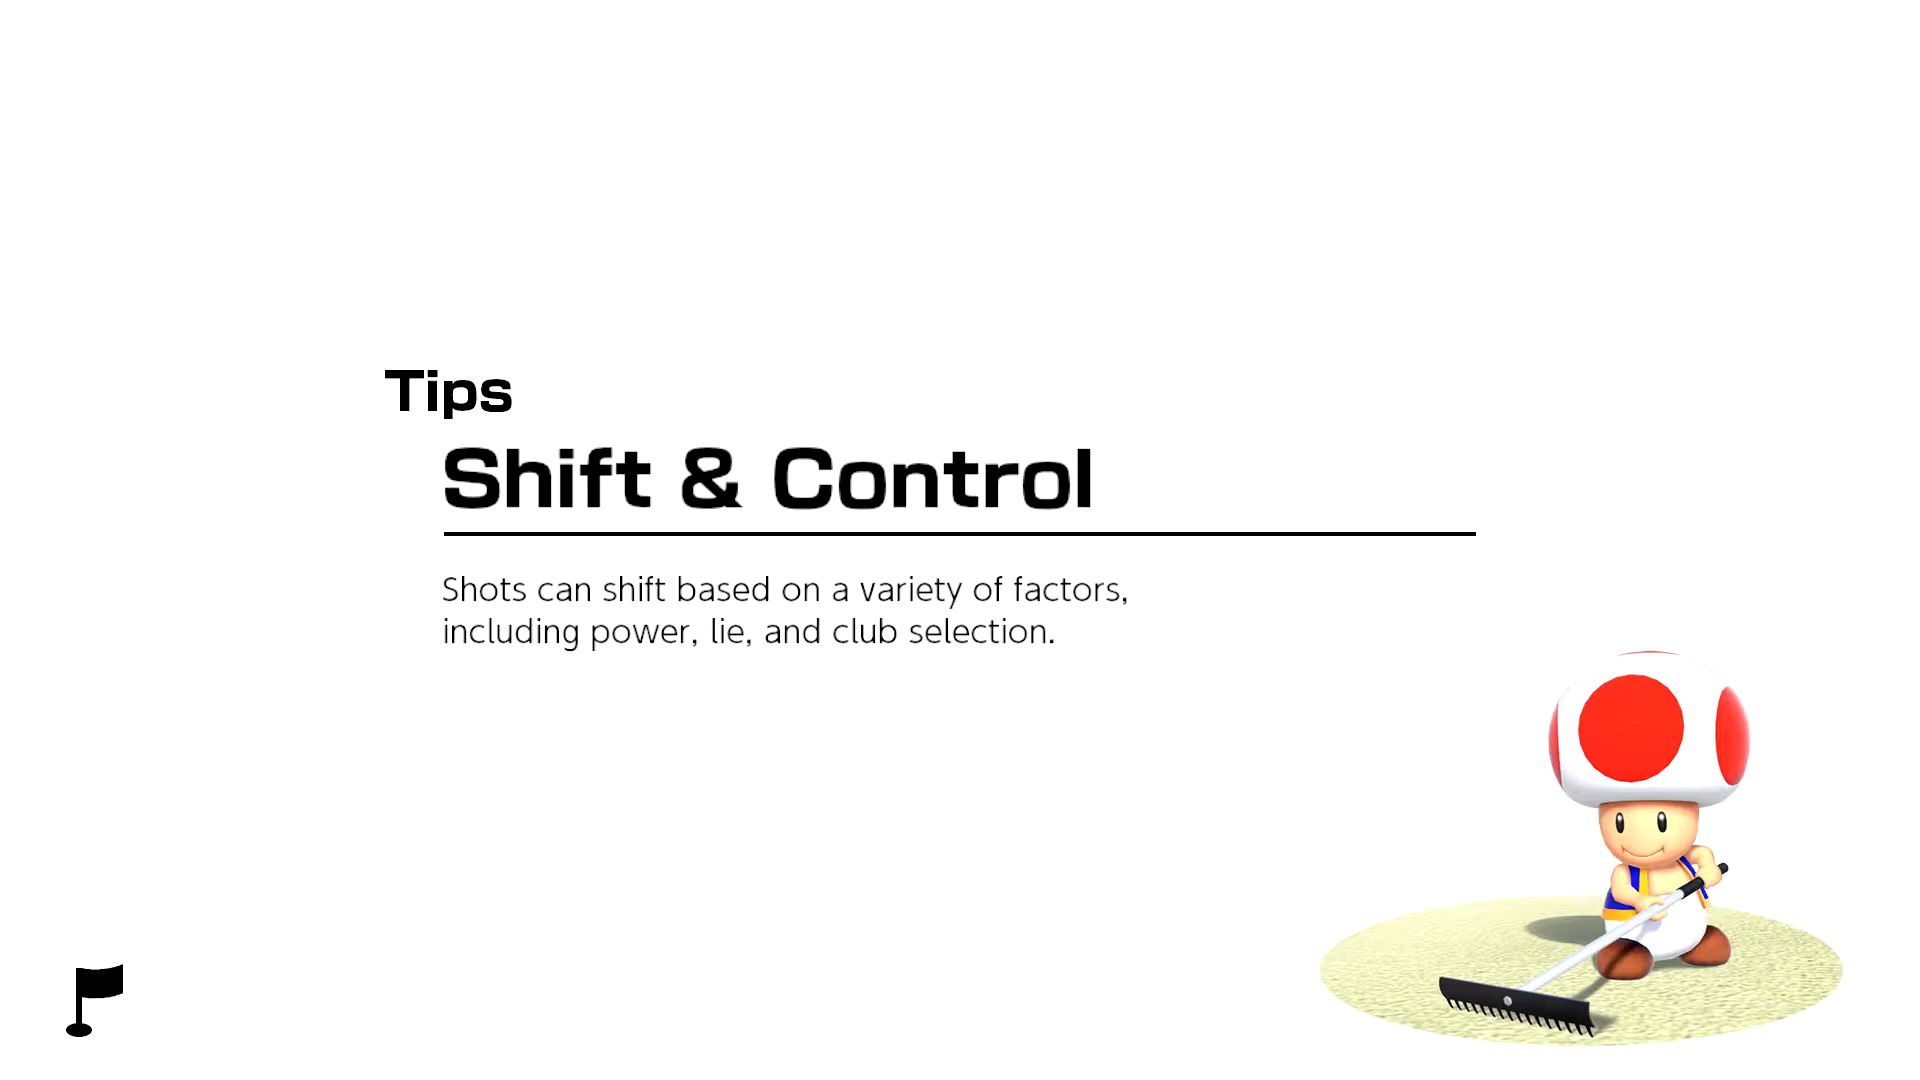 Tips
Shift & Control
Shots can shift based on a variety of factors,
including power, lie, and club selection.